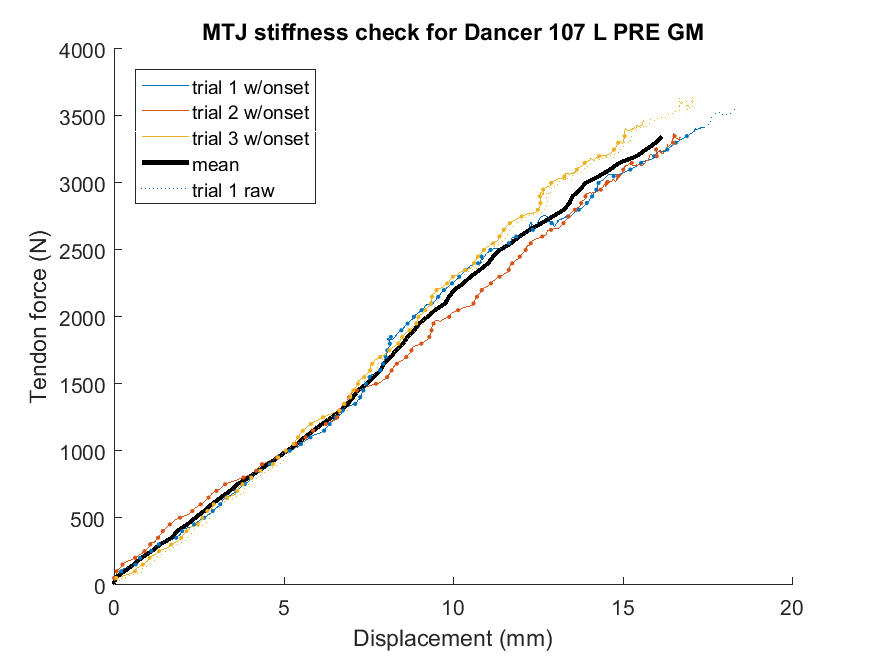 MTJ stiffness check for Dancer 107 L PRE GM
4000
3500
3000
2500
2000
1500
1000
500
0
Tendon force (N)
trial 1 w/onset
trial 2 w/onset
trial 3 w/onset
mean
trial 1 raw
0 5 10 15 20
Displacement (mm)